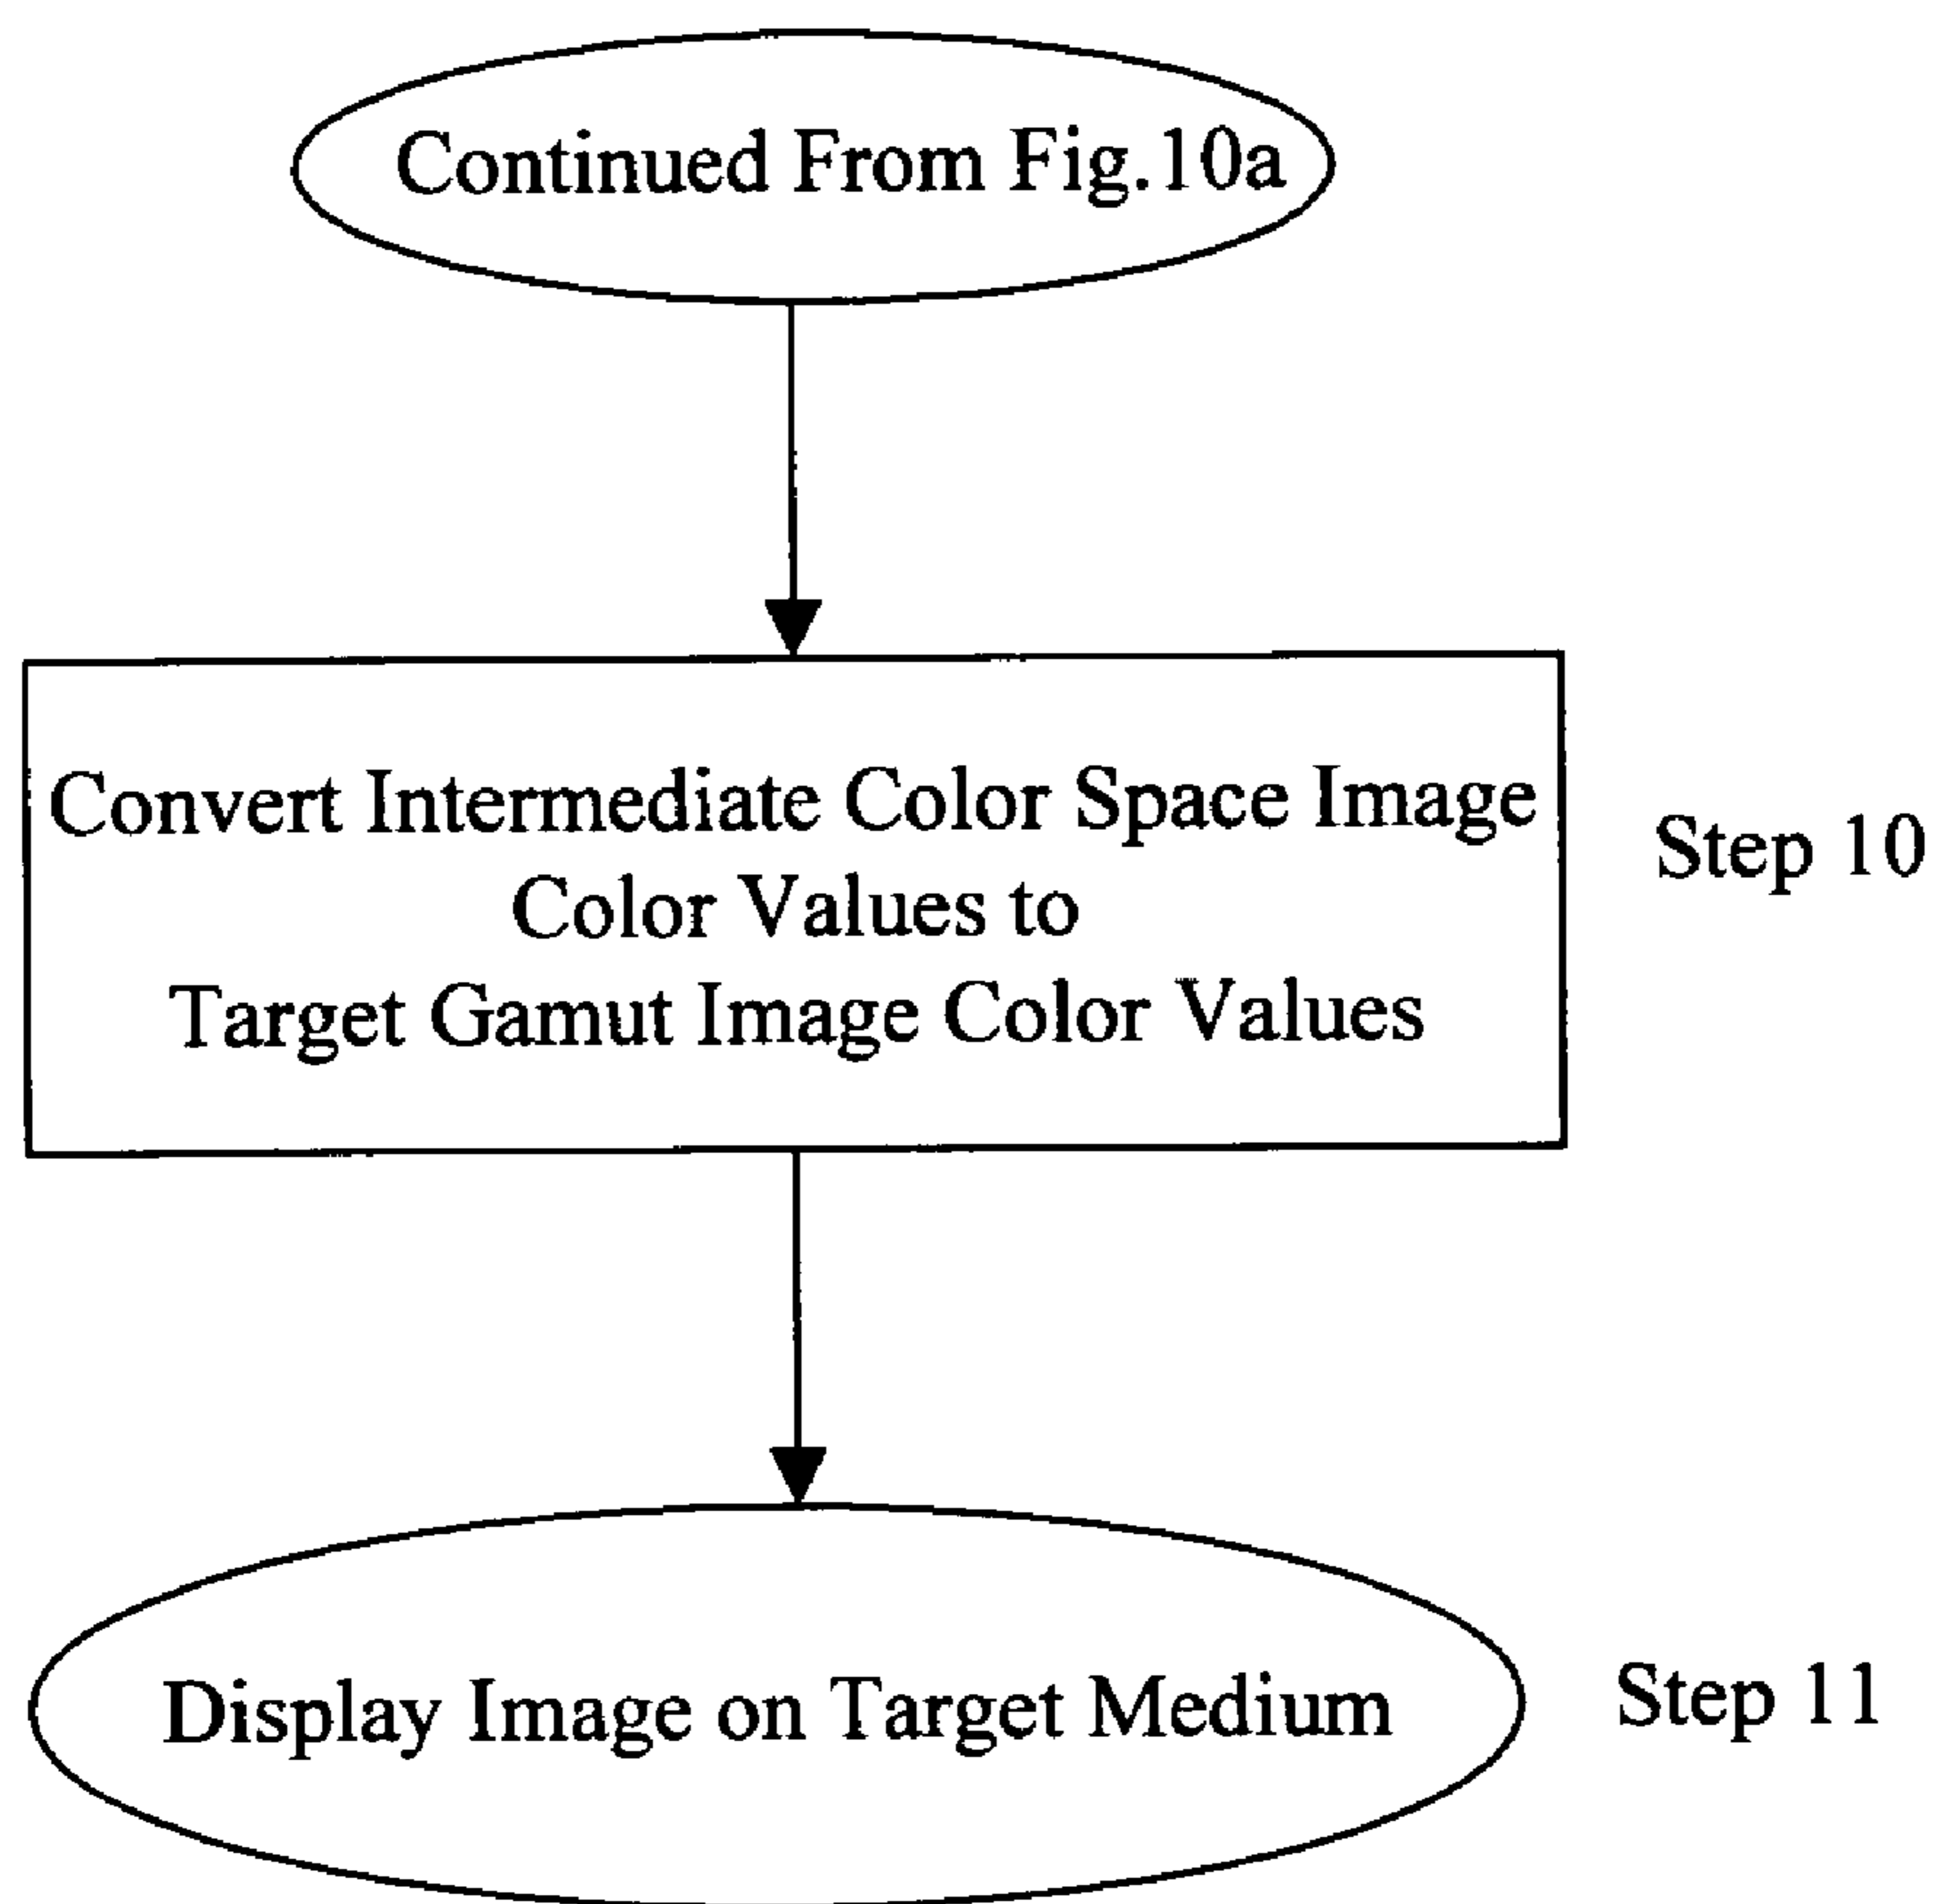 Continued From Fig.10a
Convert Intermediate Color Space Image
Color Values to
Target Gamut Image Color Values
Step 10
Display Image on Target Medium
Step 11